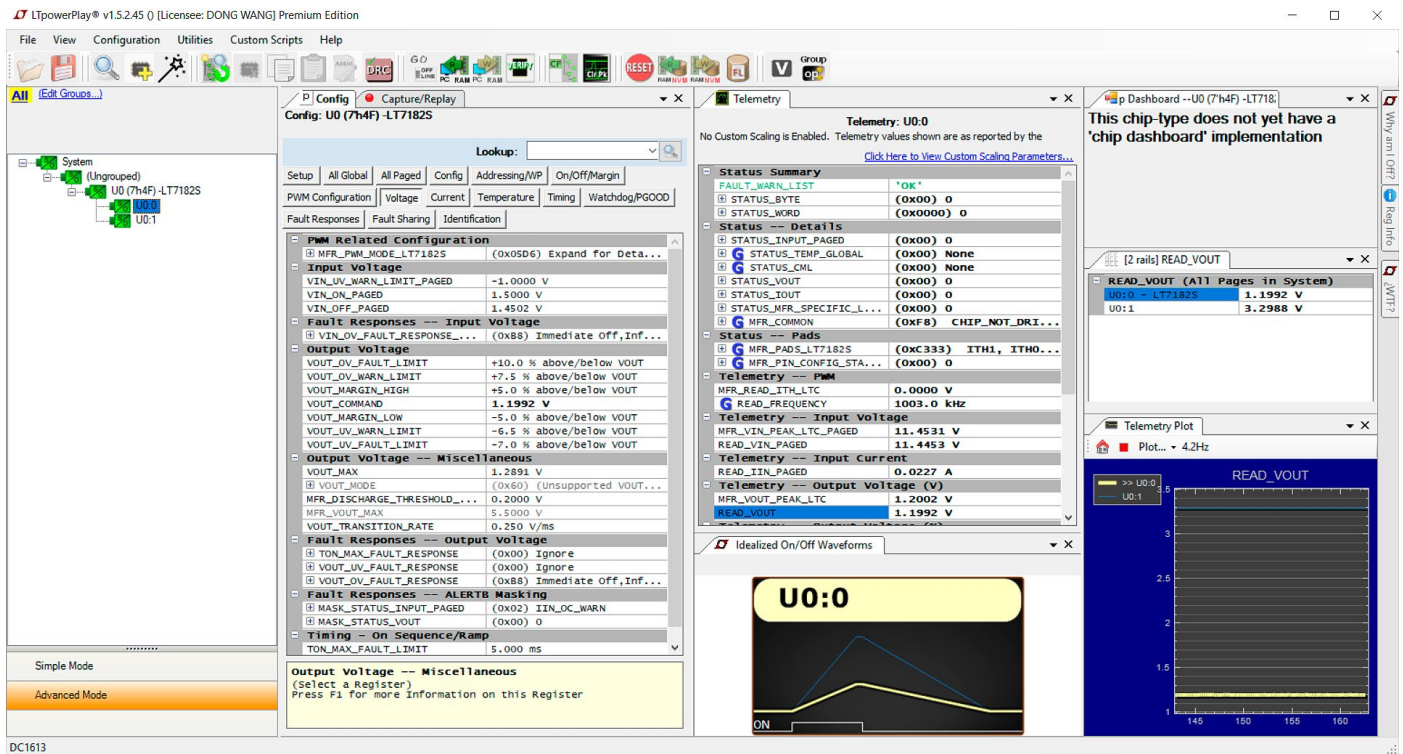 LTpowerPlay® v1.5.2.45 () [Licensee: DONG WANG] Premium Edition
File View Configuration Utilities Custom Scripts Help
All (Edit Groups...)
System
(Ungrouped)
U0 (7h4F) -LT7182S
U0:0
U0:1
Simple Mode
Advanced Mode
DC1613
Config Capture/Replay
Config: U0 (7'h4F) -LT7182S
Lookup:
Setup All Global All Paged Config Addressing/WP On/Off/Margin
PWM Configuration Voltage Current Temperature Timing Watchdog/PGOOD
Fault Responses Fault Sharing Identification
PWM Related Configuration
MFR_PWM_MODE_LT7182S (0x05D6) Expand for Deta...
Input Voltage
VIN_UV_WARN_LIMIT_PAGED -1.0000 V
VIN_ON_PAGED 1.5000 V
VIN_OFF_PAGED 1.4502 V
Fault Responses -- Input Voltage
VIN_OV_FAULT_RESPONSE_... (0xB8) Immediate Off,Inf...
Output Voltage
VOUT_OV_FAULT_LIMIT +10.0 % above/below VOUT
VOUT_OV_WARN_LIMIT +7.5 % above/below VOUT
VOUT_MARGIN_HIGH +5.0 % above/below VOUT
VOUT_COMMAND 1.1992 V
VOUT_MARGIN_LOW -5.0 % above/below VOUT
VOUT_UV_WARN_LIMIT -6.5 % above/below VOUT
VOUT_UV_FAULT_LIMIT -7.0 % above/below VOUT
Output Voltage -- Miscellaneous
VOUT_MAX 1.2891 V
VOUT_MODE (0x60) (Unsupported VOUT...
MFR_DISCHARGE_THRESHOLD_... 0.2000 V
MFR_VOUT_MAX 5.5000 V
VOUT_TRANSITION_RATE 0.250 V/ms
Fault Responses -- Output Voltage
TON_MAX_FAULT_RESPONSE (0x00) Ignore
VOUT_UV_FAULT_RESPONSE (0x00) Ignore
VOUT_OV_FAULT_RESPONSE (0xB8) Immediate Off,Inf...
Fault Responses -- ALERTB Masking
MASK_STATUS_INPUT_PAGED (0x02) IIN_OC_WARN
MASK_STATUS_VOUT (0x00) 0
Timing - On Sequence/Ramp
TON_MAX_FAULT_LIMIT 5.000 ms
Output Voltage -- Miscellaneous
(Select a Register)
Press F1 for more Information on this Register
Telemetry
Telemetry: U0:0
No Custom Scaling is Enabled. Telemetry values shown are as reported by the
Click Here to View Custom Scaling Parameters...
Status Summary
FAULT_WARN_LIST 'OK'
STATUS_BYTE (0x00) 0
STATUS_WORD (0x0000) 0
Status -- Details
STATUS_INPUT_PAGED (0x00) 0
G STATUS_TEMP_GLOBAL (0x00) None
G STATUS_CML (0x00) None
STATUS_VOUT (0x00) 0
STATUS_IOUT (0x00) 0
STATUS_MFR_SPECIFIC_L... (0x00) 0
G MFR_COMMON (0xF8) CHIP_NOT_DRI...
Status -- Pads
G MFR_PADS_LT7182S (0xC333) ITH1, ITH0...
G MFR_PIN_CONFIG_STA... (0x00) 0
Telemetry -- PWM
MFR_READ_ITH_LTC 0.0000 V
G READ_FREQUENCY 1003.0 kHz
Telemetry -- Input Voltage
MFR_VIN_PEAK_LTC_PAGED 11.4531 V
READ_VIN_PAGED 11.4453 V
Telemetry -- Input Current
READ_IIN_PAGED 0.0227 A
Telemetry -- Output Voltage (V)
MFR_VOUT_PEAK_LTC 1.2002 V
READ_VOUT 1.1992 V
Telemetry -- Output Voltage (%)
Idealized On/Off Waveforms
U0:0
ON
p Dashboard --U0 (7'h4F) -LT718:
This chip-type does not yet have a
'chip dashboard' implementation
[2 rails] READ_VOUT
READ_VOUT (All Pages in System)
U0:0 - LT7182S 1.1992 V
U0:1 3.2988 V
Telemetry Plot
Plot... 4.2Hz
READ_VOUT
>> U0:0
U0:1
3.5
3
2.5
2
1.5
1
145 150 155 160
Why am I Off?
Reg Info
¿WTF?